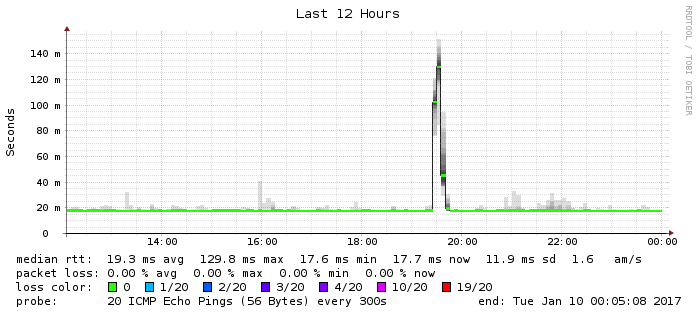 Last 12 Hours
RRDTOOL / TOBI OETIKER
Seconds
140 m
120 m
100 m
80 m
60 m
40 m
20 m
0
14:00 16:00 18:00 20:00 22:00 00:00
median rtt: 19.3 ms avg 129.8 ms max 17.6 ms min 17.7 ms now 11.9 ms sd 1.6 am/s
packet loss: 0.00 % avg 0.00 % max 0.00 % min 0.00 % now
loss color: 0 1/20 2/20 3/20 4/20 10/20 19/20
probe: 20 ICMP Echo Pings (56 Bytes) every 300s end: Tue Jan 10 00:05:08 2017